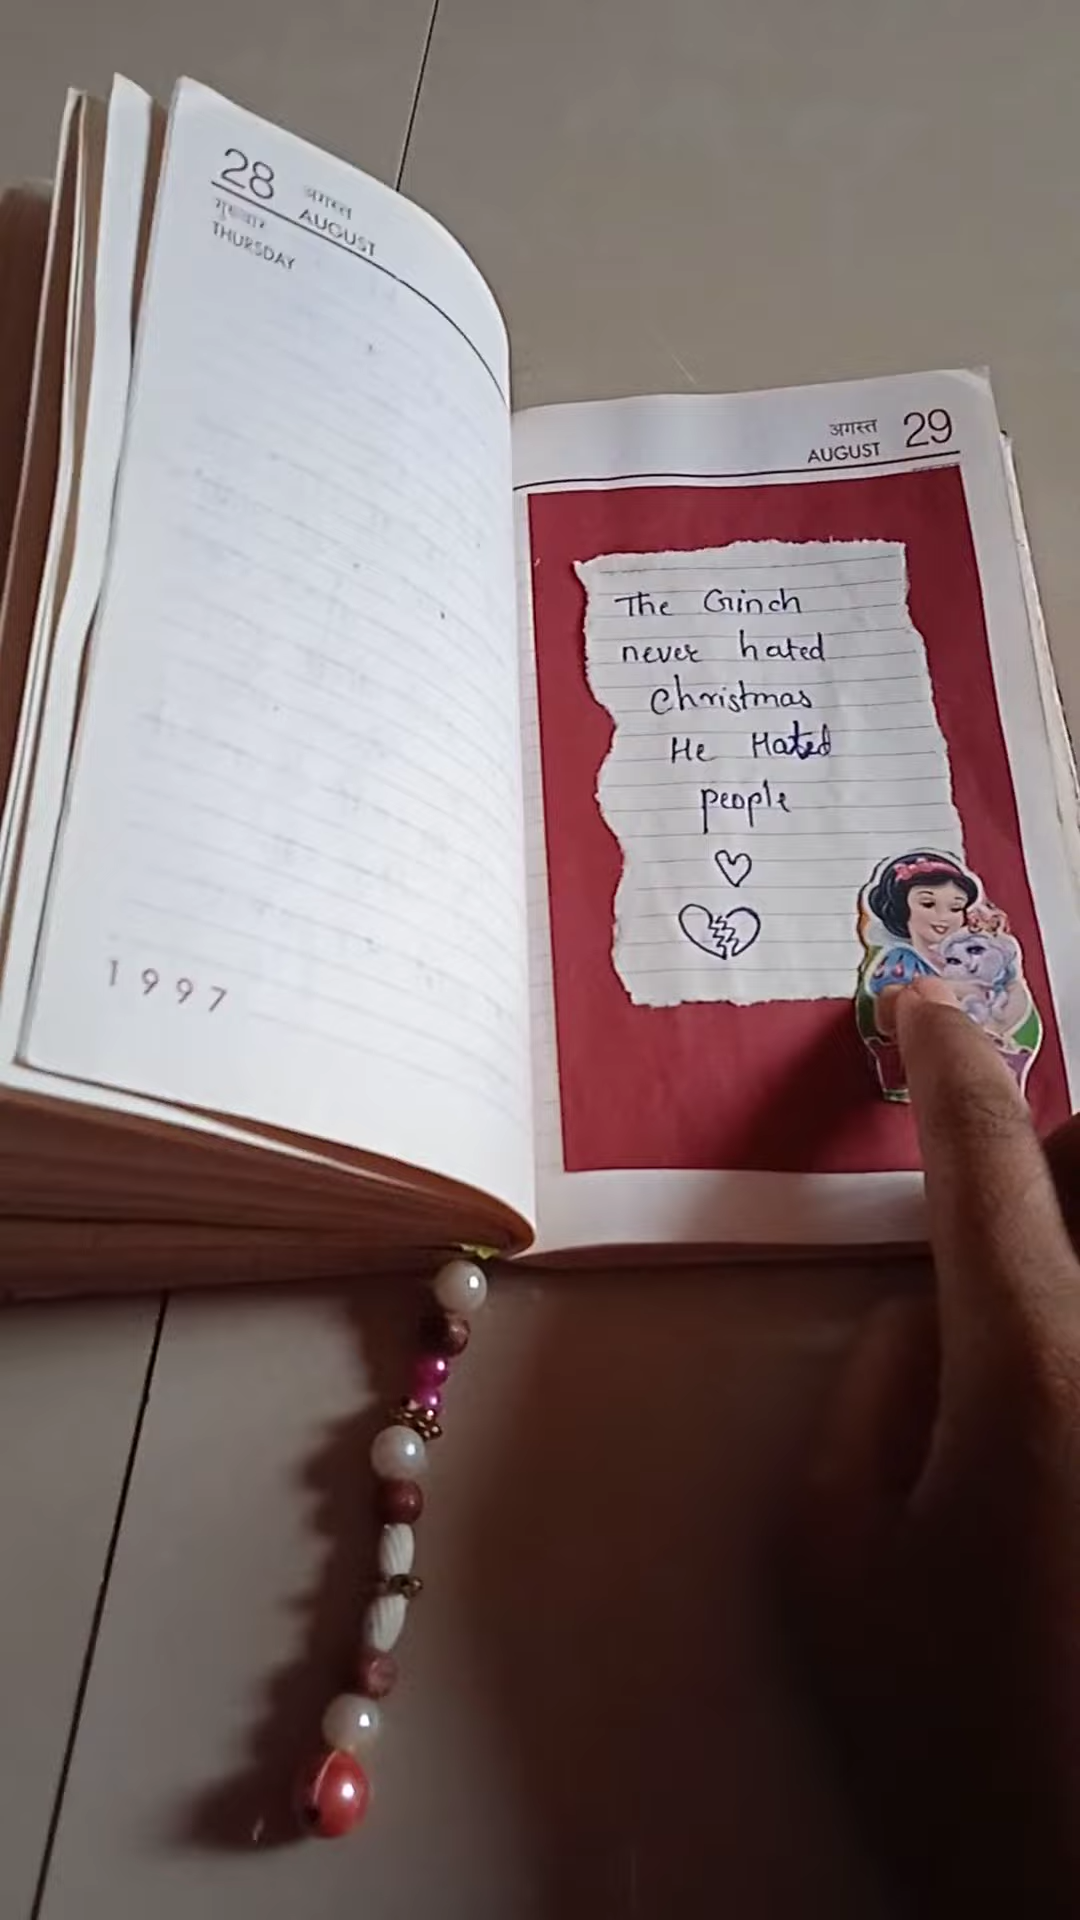 28 अगस्त
AUGUST
गुरुवार
THURSDAY
1997
अगस्त 29
AUGUST
The Grinch
never hated
Christmas
He Hated
people